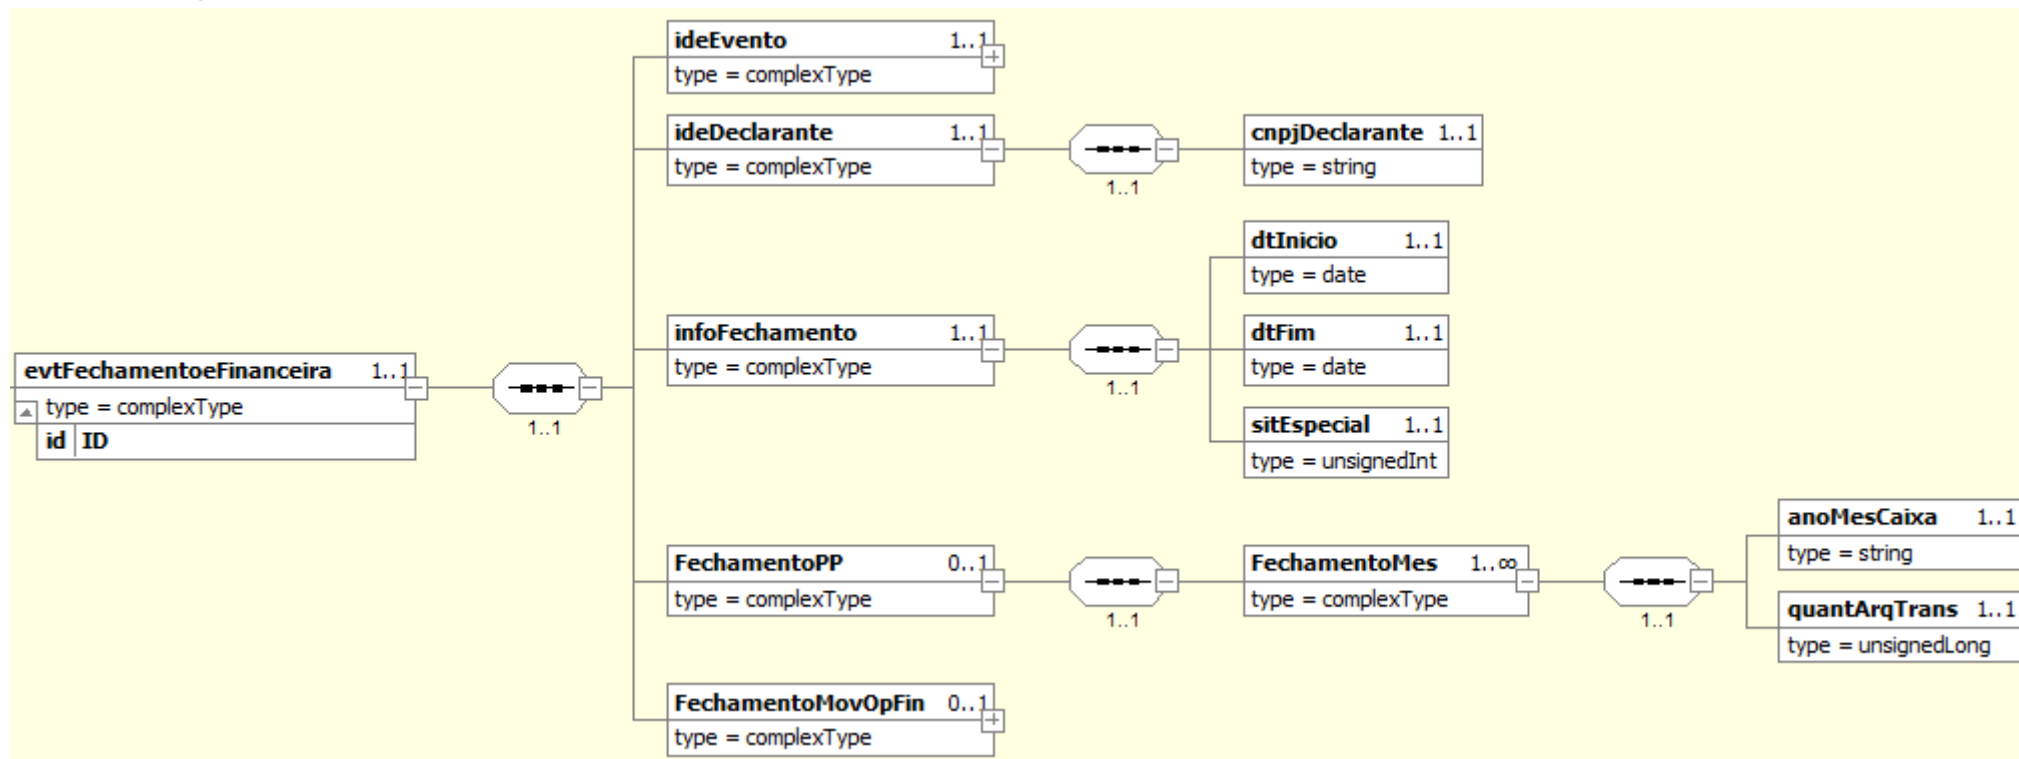 ideEvento 1..1
type = complexType
ideDeclarante 1..1
type = complexType
1..1
cnpjDeclarante 1..1
type = string
dtInicio 1..1
type = date
infoFechamento 1..1
type = complexType
1..1
dtFim 1..1
type = date
evtFechamentoeFinanceira 1..1
type = complexType
id ID
1..1
sitEspecial 1..1
type = unsignedInt
FechamentoPP 0..1
type = complexType
1..1
FechamentoMes 1..∞
type = complexType
1..1
anoMesCaixa 1..1
type = string
quantArqTrans 1..1
type = unsignedLong
FechamentoMovOpFin 0..1
type = complexType